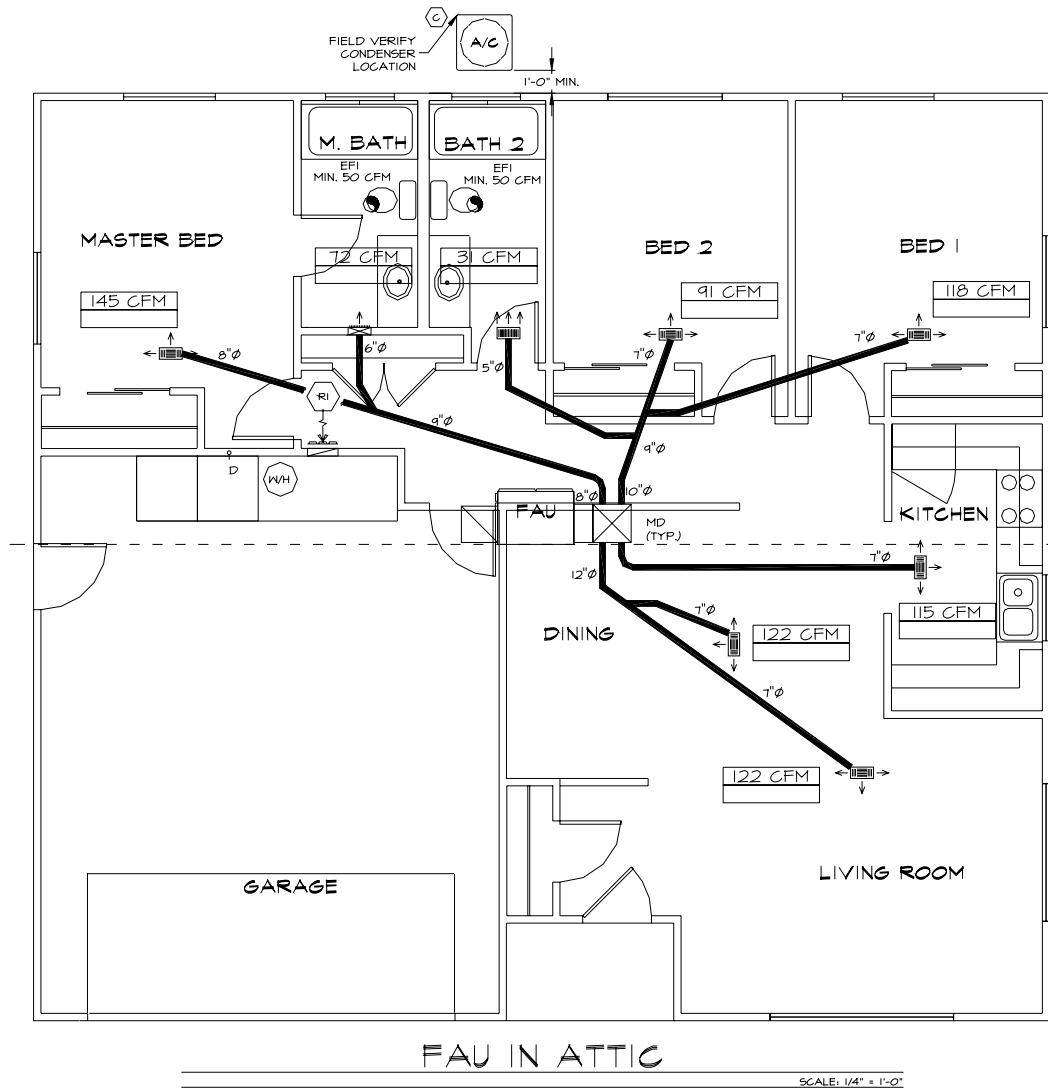 C
A/C
FIELD VERIFY
CONDENSER
LOCATION
1'-0" MIN.
M. BATH
BATH 2
EF1
MIN. 50 CFM
EF1
MIN. 50 CFM
MASTER BED
BED 2
BED 1
72 CFM
31 CFM
145 CFM
91 CFM
118 CFM
8"Ø
6"Ø
5"Ø
7"Ø
7"Ø
R1
9"Ø
9"Ø
D
W/H
8"Ø
10"Ø
FAU
MD
(TYP.)
KITCHEN
12"Ø
7"Ø
7"Ø
115 CFM
DINING
122 CFM
7"Ø
122 CFM
GARAGE
LIVING ROOM
FAU IN ATTIC
SCALE: 1/4" = 1'-0"